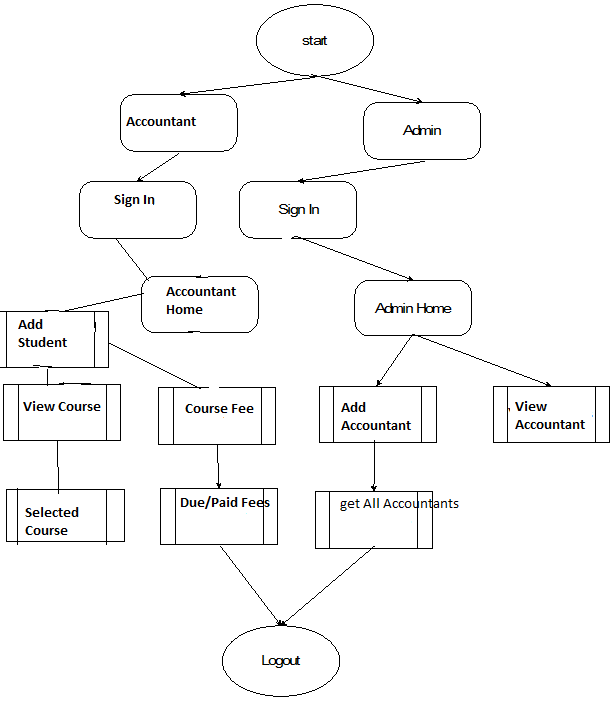 start
Accountant
Admin
Sign In
Sign In
Accountant
Home
Admin Home
Add
Student
View Course
Course Fee
Add
Accountant
, View
Accountant
Selected
Course
Due/Paid Fees
get All Accountants
Logout